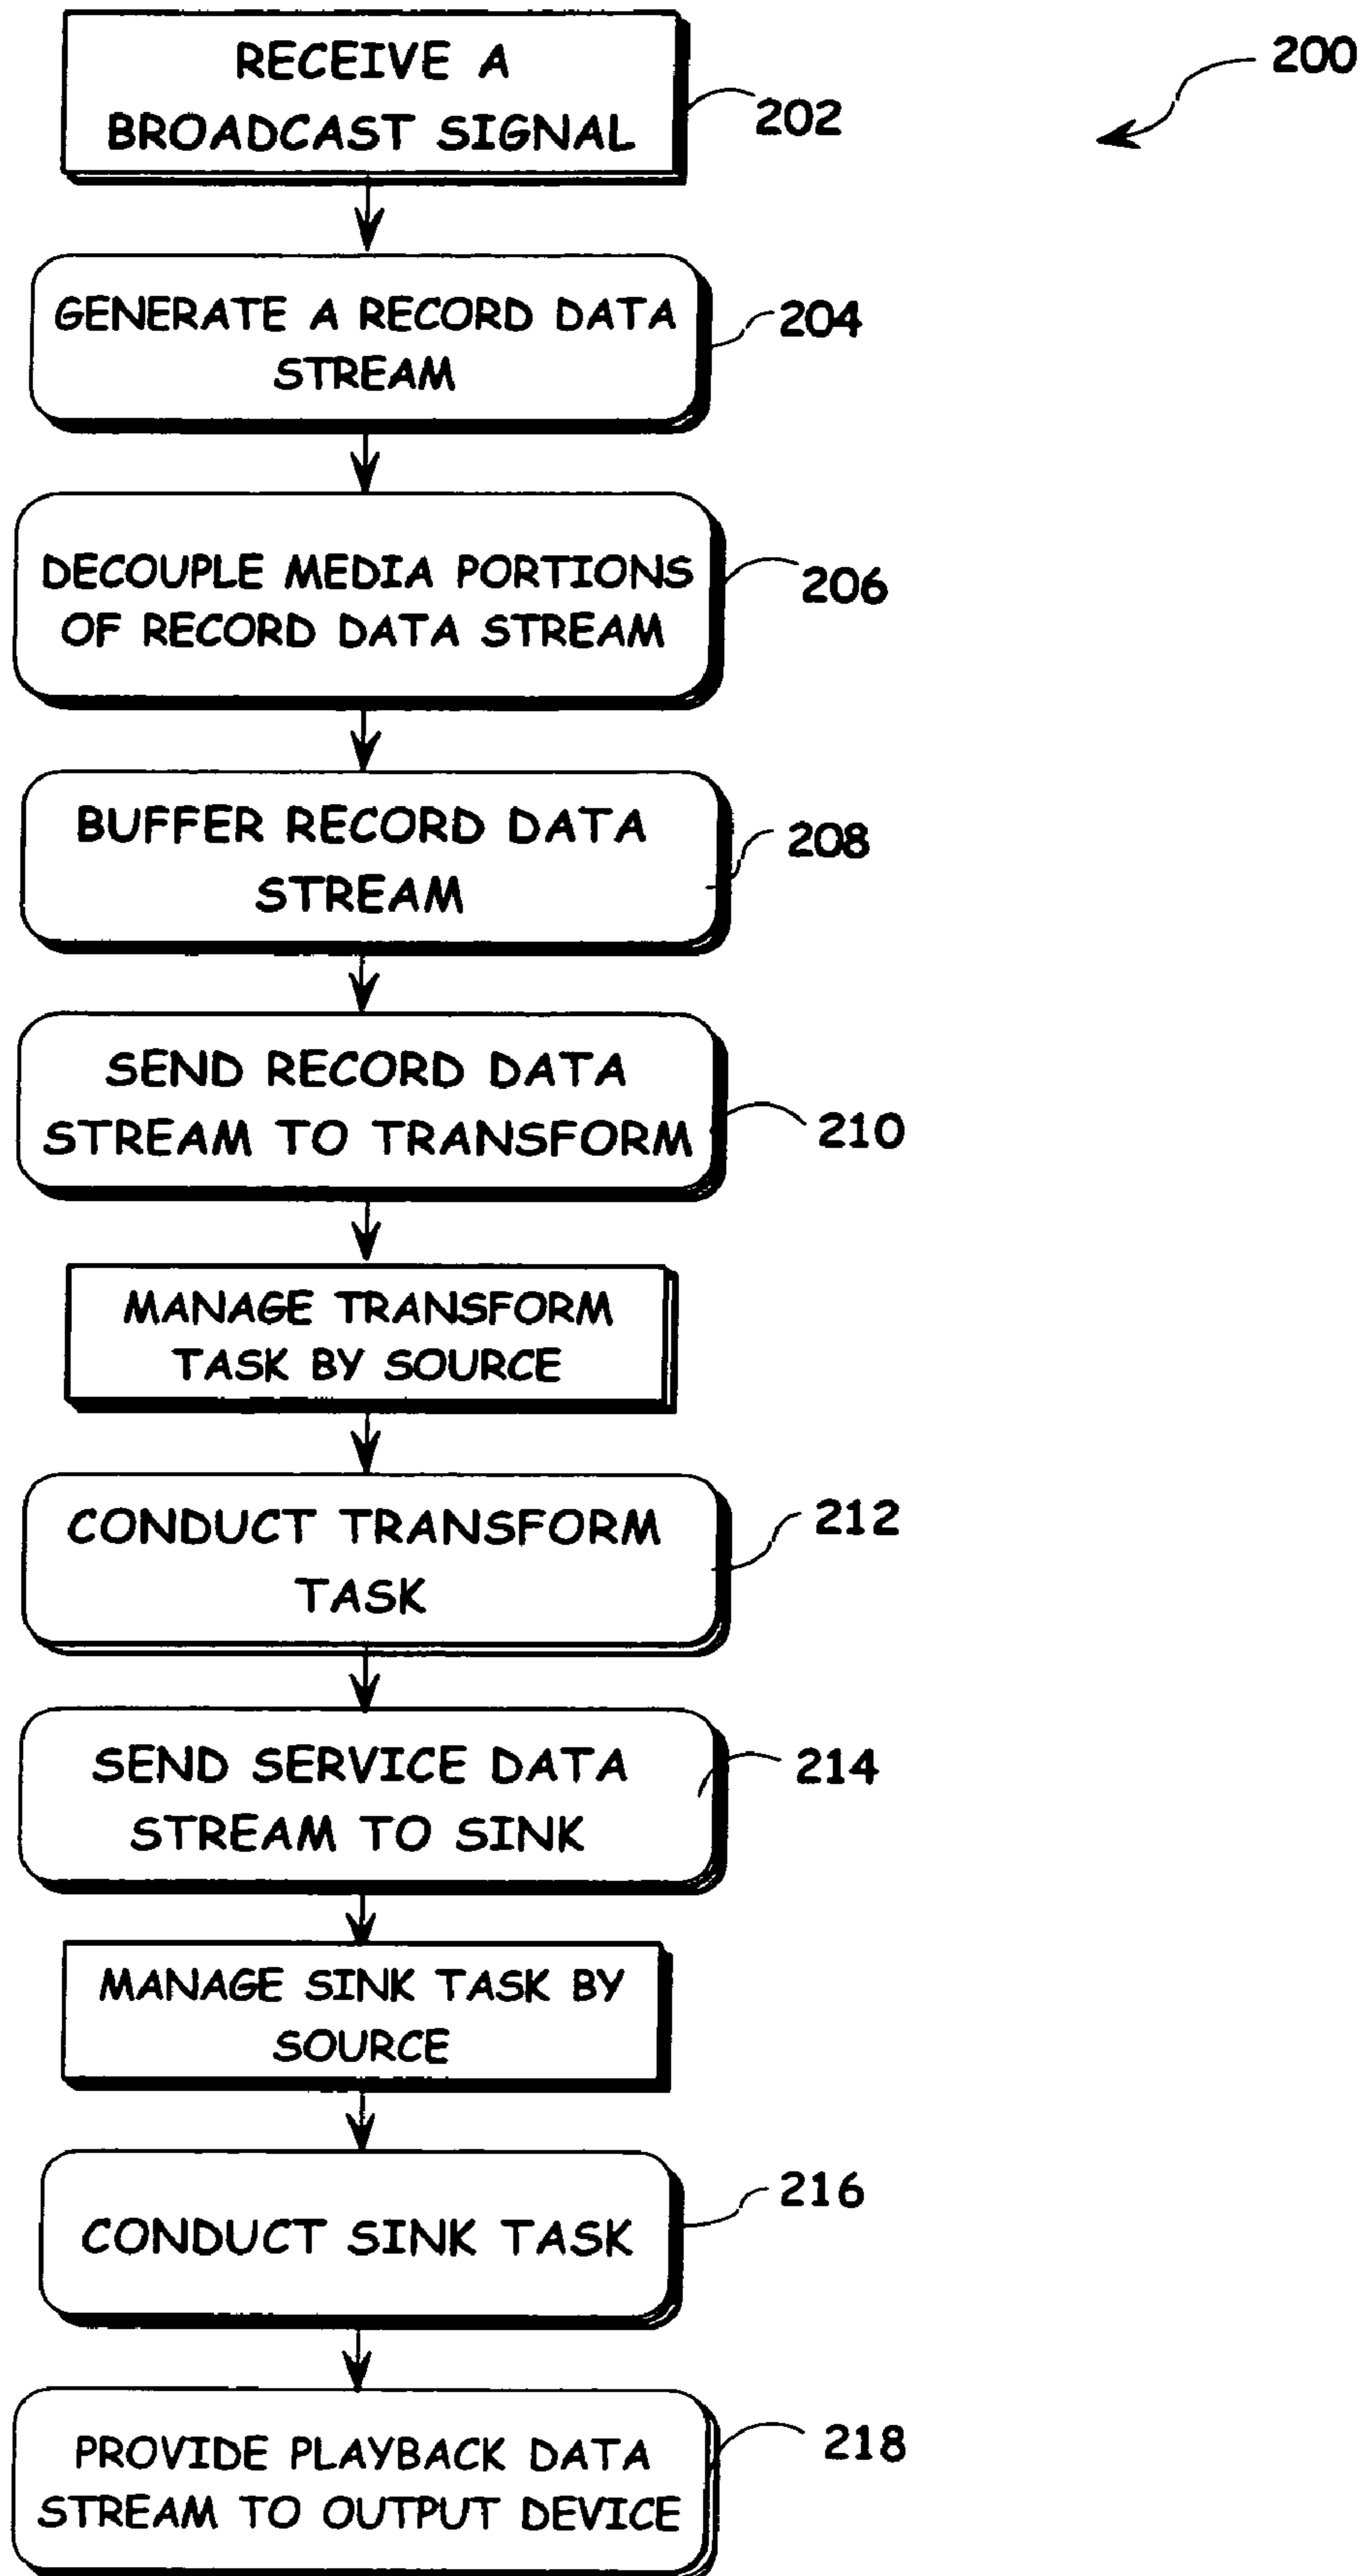 200
RECEIVE A
BROADCAST SIGNAL
202
GENERATE A RECORD DATA
STREAM
204
DECOUPLE MEDIA PORTIONS
OF RECORD DATA STREAM
206
BUFFER RECORD DATA
STREAM
208
SEND RECORD DATA
STREAM TO TRANSFORM
210
MANAGE TRANSFORM
TASK BY SOURCE
CONDUCT TRANSFORM
TASK
212
SEND SERVICE DATA
STREAM TO SINK
214
MANAGE SINK TASK BY
SOURCE
CONDUCT SINK TASK
216
PROVIDE PLAYBACK DATA
STREAM TO OUTPUT DEVICE
218